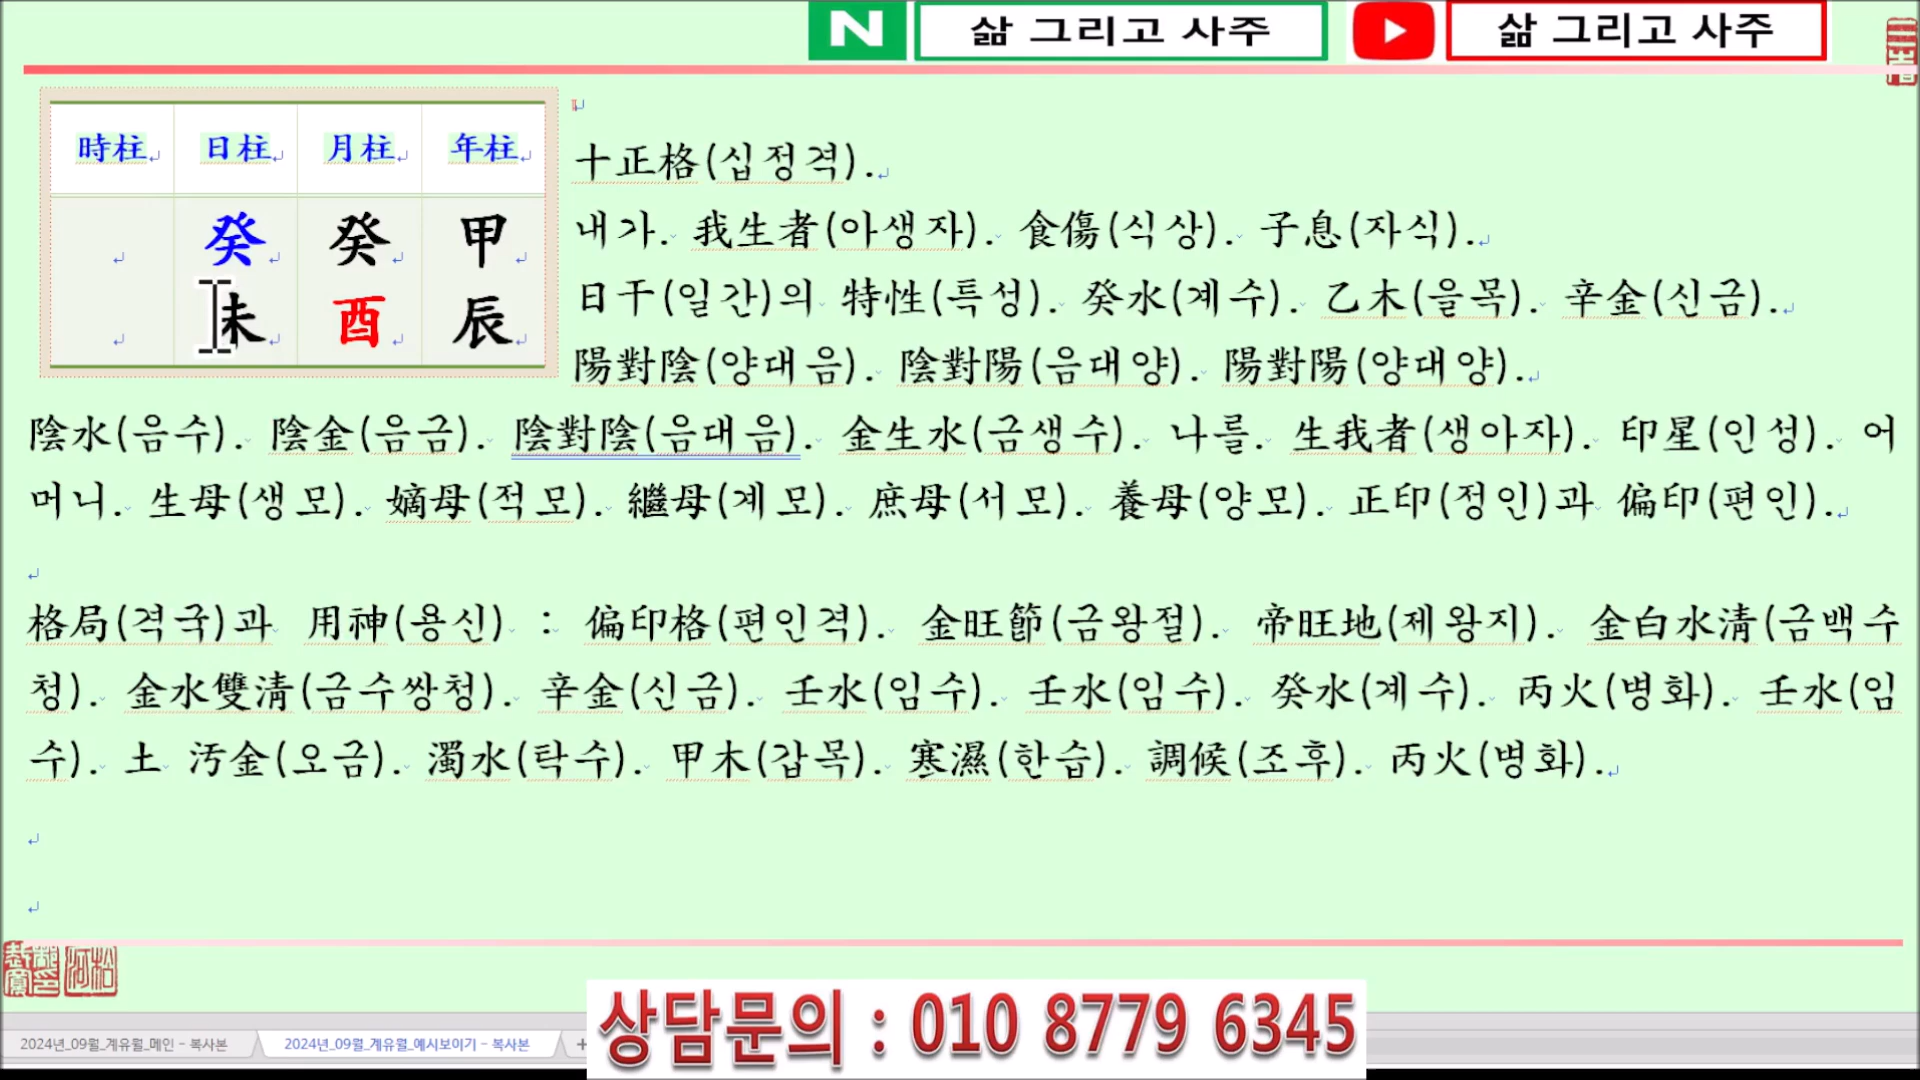 N 삶 그리고 사주 삶 그리고 사주
時柱 日柱 月柱 年柱
癸 癸 甲
未 酉 辰
十正格(십정격).
내가. 我生者(아생자). 食傷(식상). 子息(자식).
日干(일간)의 特性(특성). 癸水(계수). 乙木(을목). 辛金(신금).
陽對陰(양대음). 陰對陽(음대양). 陽對陽(양대양).
陰水(음수). 陰金(음금). 陰對陰(음대음). 金生水(금생수). 나를. 生我者(생아자). 印星(인성). 어
머니. 生母(생모). 嫡母(적모). 繼母(계모). 庶母(서모). 養母(양모). 正印(정인)과 偏印(편인).
格局(격국)과 用神(용신) : 偏印格(편인격). 金旺節(금왕절). 帝旺地(제왕지). 金白水淸(금백수
청). 金水雙淸(금수쌍청). 辛金(신금). 壬水(임수). 壬水(임수). 癸水(계수). 丙火(병화). 壬水(임
수). 土 汚金(오금). 濁水(탁수). 甲木(갑목). 寒濕(한습). 調候(조후). 丙火(병화).
상담문의 : 010 8779 6345
2024년_09월_계유월_메인 - 복사본 2024년_09월_계유월_예시보이기 - 복사본 +